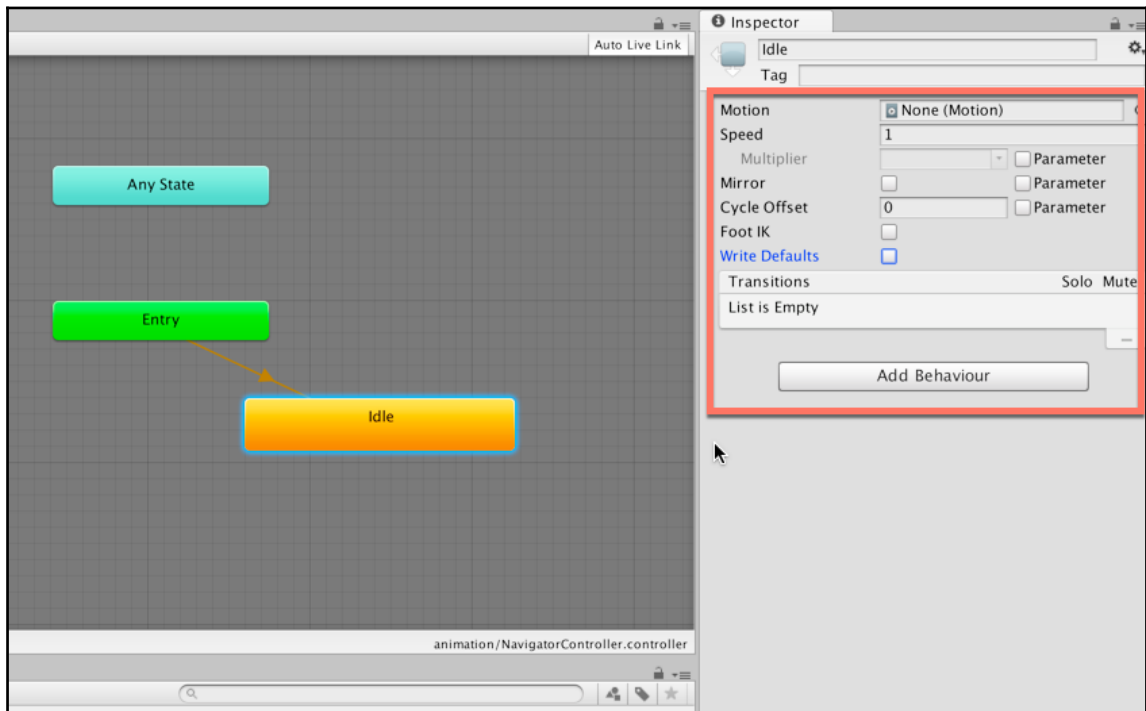 Auto Live Link
Any State
Entry
Idle
animation/NavigatorController.controller
Inspector
Idle
Tag
Motion None (Motion)
Speed 1
Multiplier Parameter
Mirror Parameter
Cycle Offset 0 Parameter
Foot IK
Write Defaults
Transitions Solo Mute
List is Empty
Add Behaviour